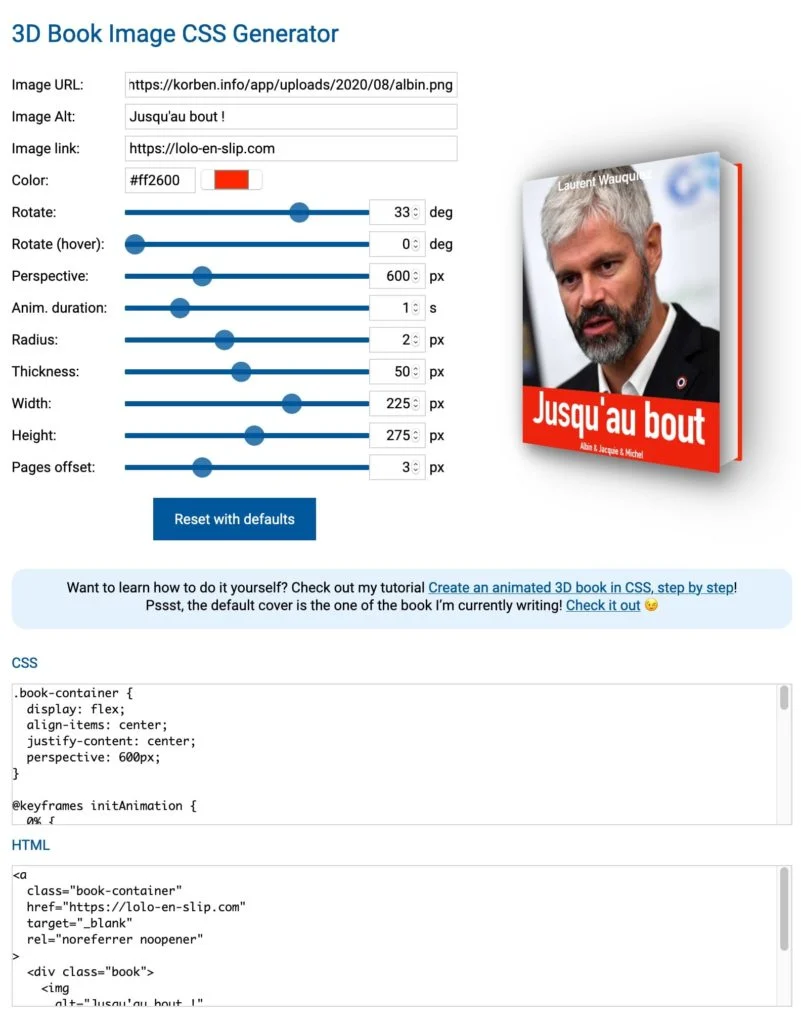 3D Book Image CSS Generator
Image URL: https://korben.info/app/uploads/2020/08/albin.png
Image Alt: Jusqu'au bout !
Image link: https://lolo-en-slip.com
Color: #ff2600
Rotate: 33 deg
Rotate (hover): 0 deg
Perspective: 600 px
Anim. duration: 1 s
Radius: 2 px
Thickness: 50 px
Width: 225 px
Height: 275 px
Pages offset: 3 px
Reset with defaults
Laurent Wauquiez
Jusqu'au bout
Albin & Jacquie & Michel
Want to learn how to do it yourself? Check out my tutorial Create an animated 3D book in CSS, step by step!
Pssst, the default cover is the one of the book I'm currently writing! Check it out 😉
CSS
.book-container {
  display: flex;
  align-items: center;
  justify-content: center;
  perspective: 600px;
}
@keyframes initAnimation {
  0% {
HTML
<a
  class="book-container"
  href="https://lolo-en-slip.com"
  target="_blank"
  rel="noreferrer noopener"
>
  <div class="book">
    <img
      alt="Jusqu'au bout !"